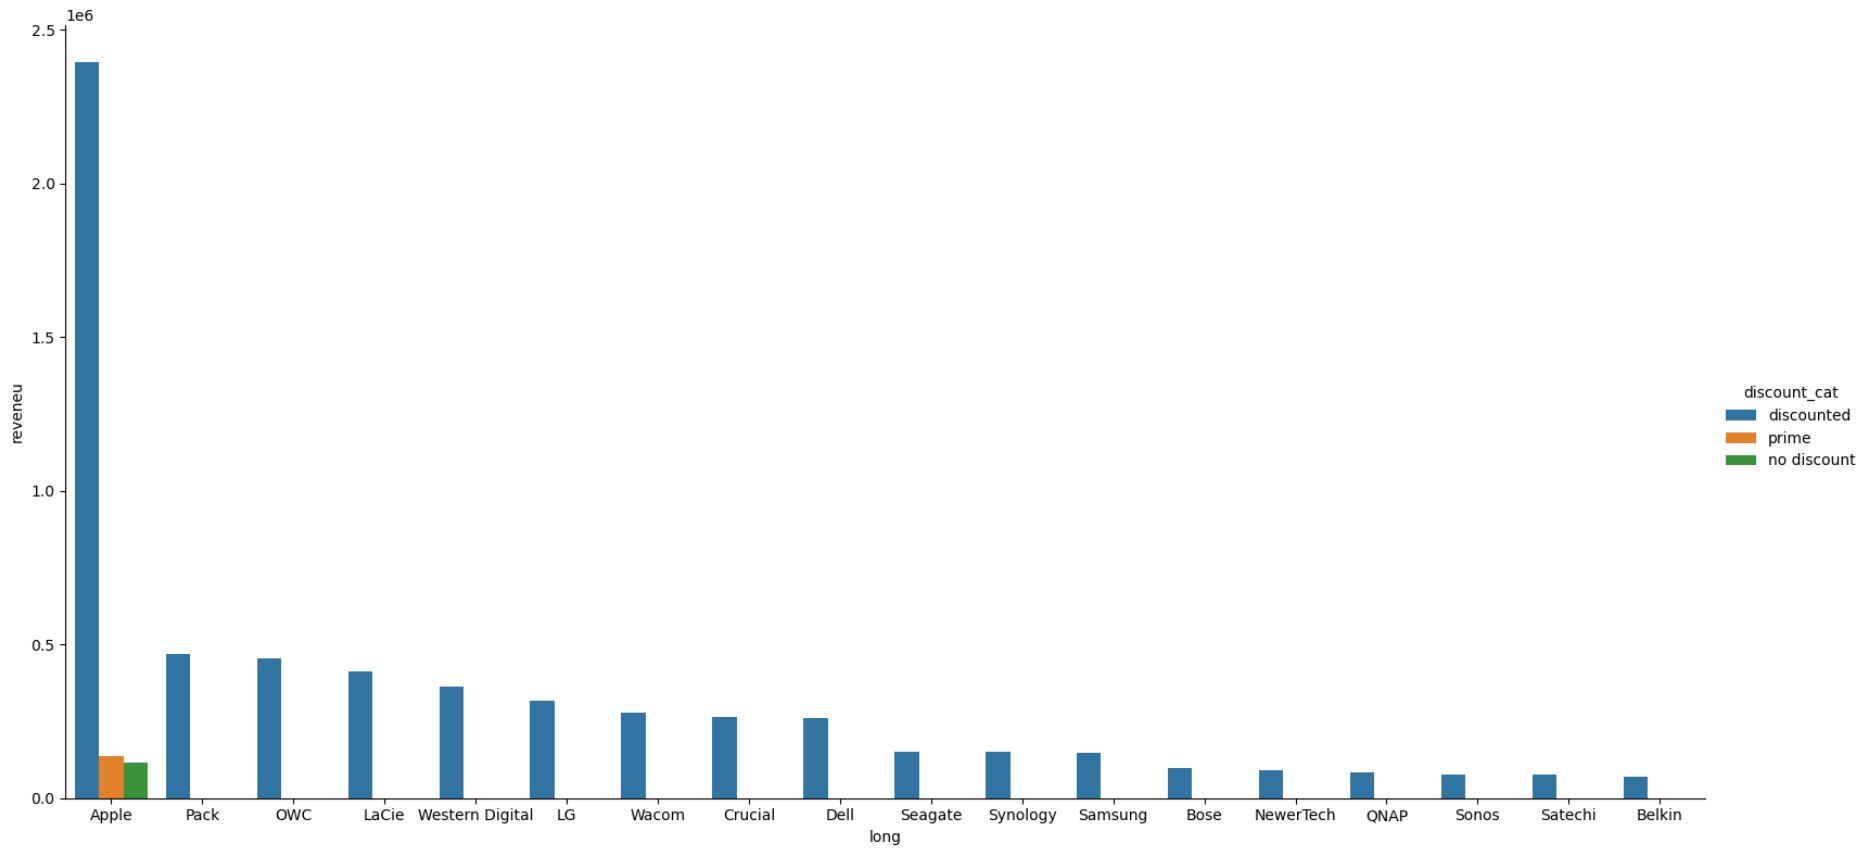 1e6
2.5
2.0
1.5
1.0
0.5
0.0
reveneu
Apple Pack OWC LaCie Western Digital LG Wacom Crucial Dell Seagate Synology Samsung Bose NewerTech QNAP Sonos Satechi Belkin
long
discount_cat
discounted
prime
no discount